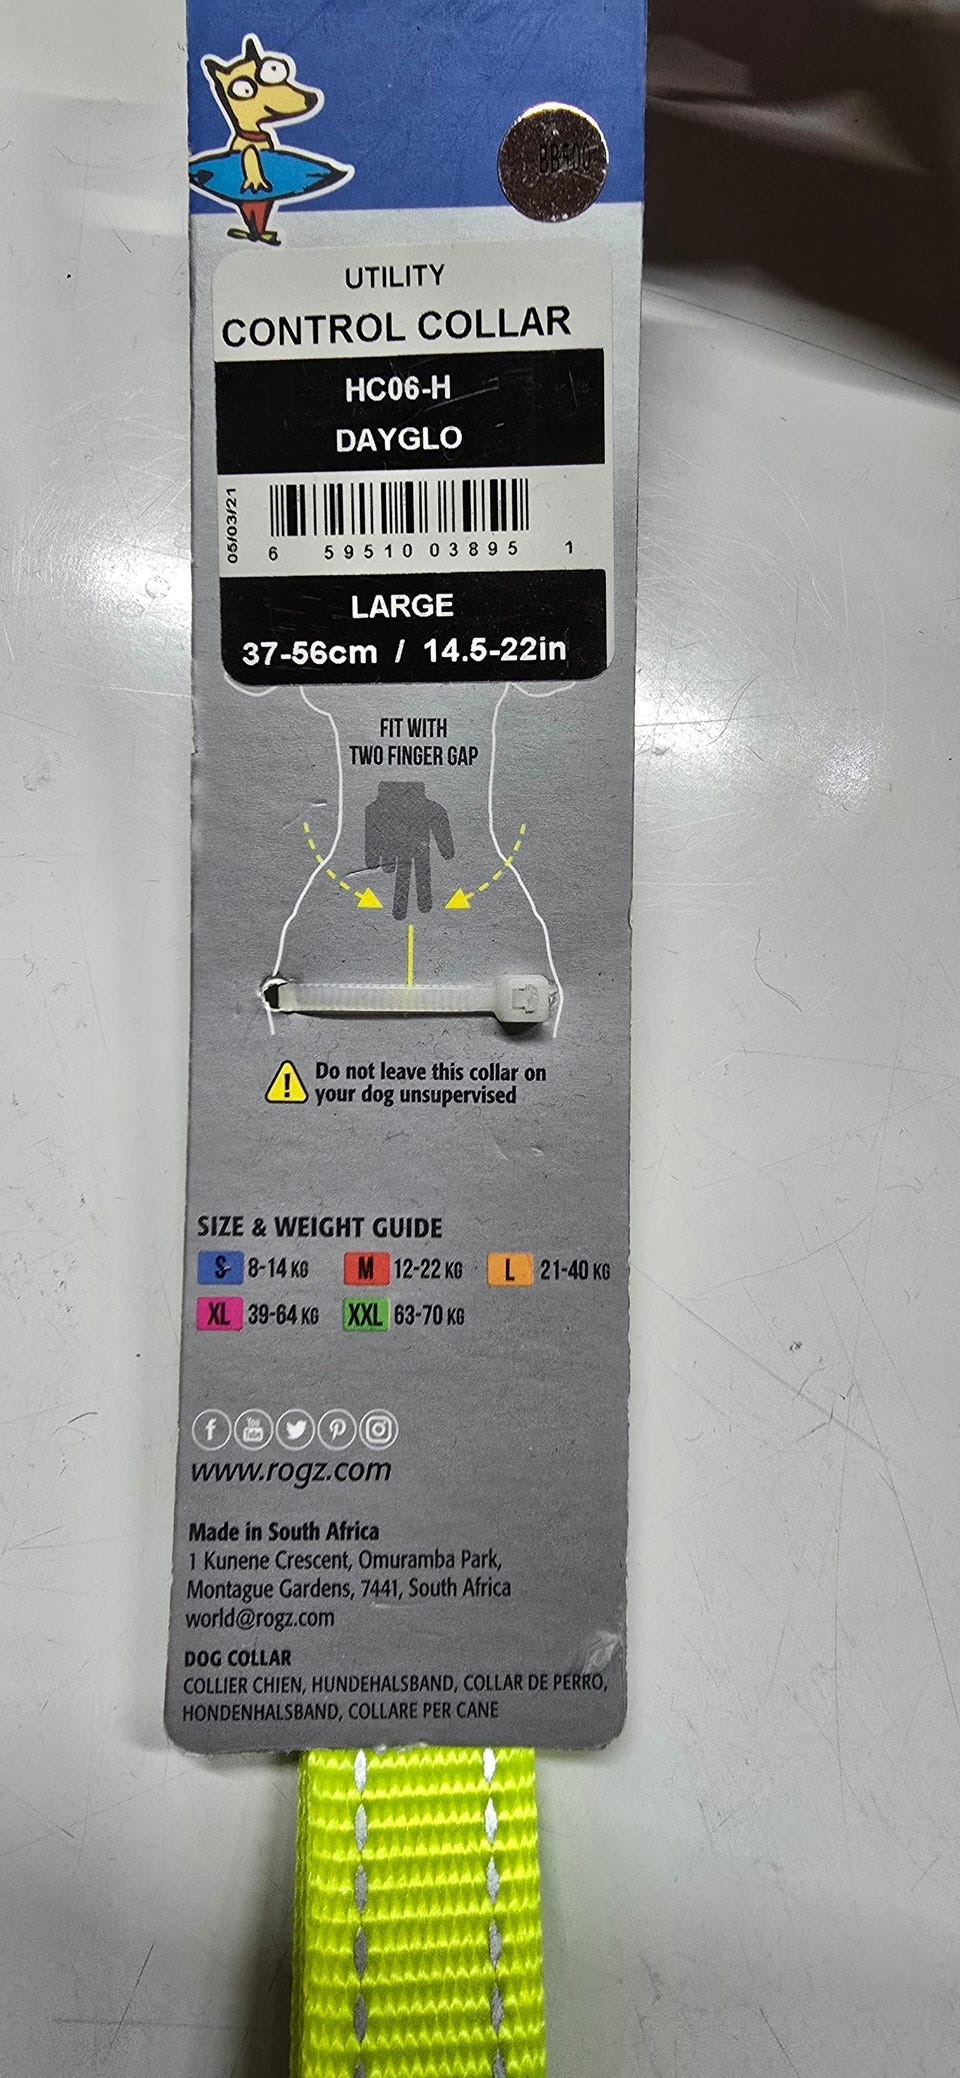 UTILITY
CONTROL COLLAR
HC06-H
DAYGLO
05/03/21
6 59510 03895 1
LARGE
37-56cm / 14.5-22in
FIT WITH
TWO FINGER GAP
! Do not leave this collar on
your dog unsupervised
SIZE & WEIGHT GUIDE
S 8-14 KG M 12-22 KG L 21-40 KG
XL 39-64 KG XXL 63-70 KG
f You Tube
www.rogz.com
Made in South Africa
1 Kunene Crescent, Omuramba Park,
Montague Gardens, 7441, South Africa
world@rogz.com
DOG COLLAR
COLLIER CHIEN, HUNDEHALSBAND, COLLAR DE PERRO,
HONDENHALSBAND, COLLARE PER CANE